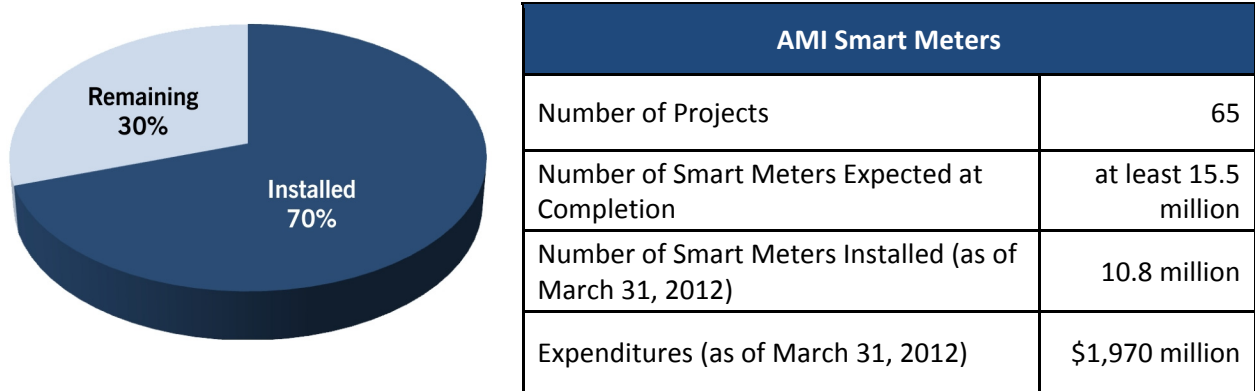 Remaining
30%
Installed
70%
AMI Smart Meters
Number of Projects
65
Number of Smart Meters Expected at
Completion
at least 15.5
million
Number of Smart Meters Installed (as of
March 31, 2012)
10.8 million
Expenditures (as of March 31, 2012)
$1,970 million